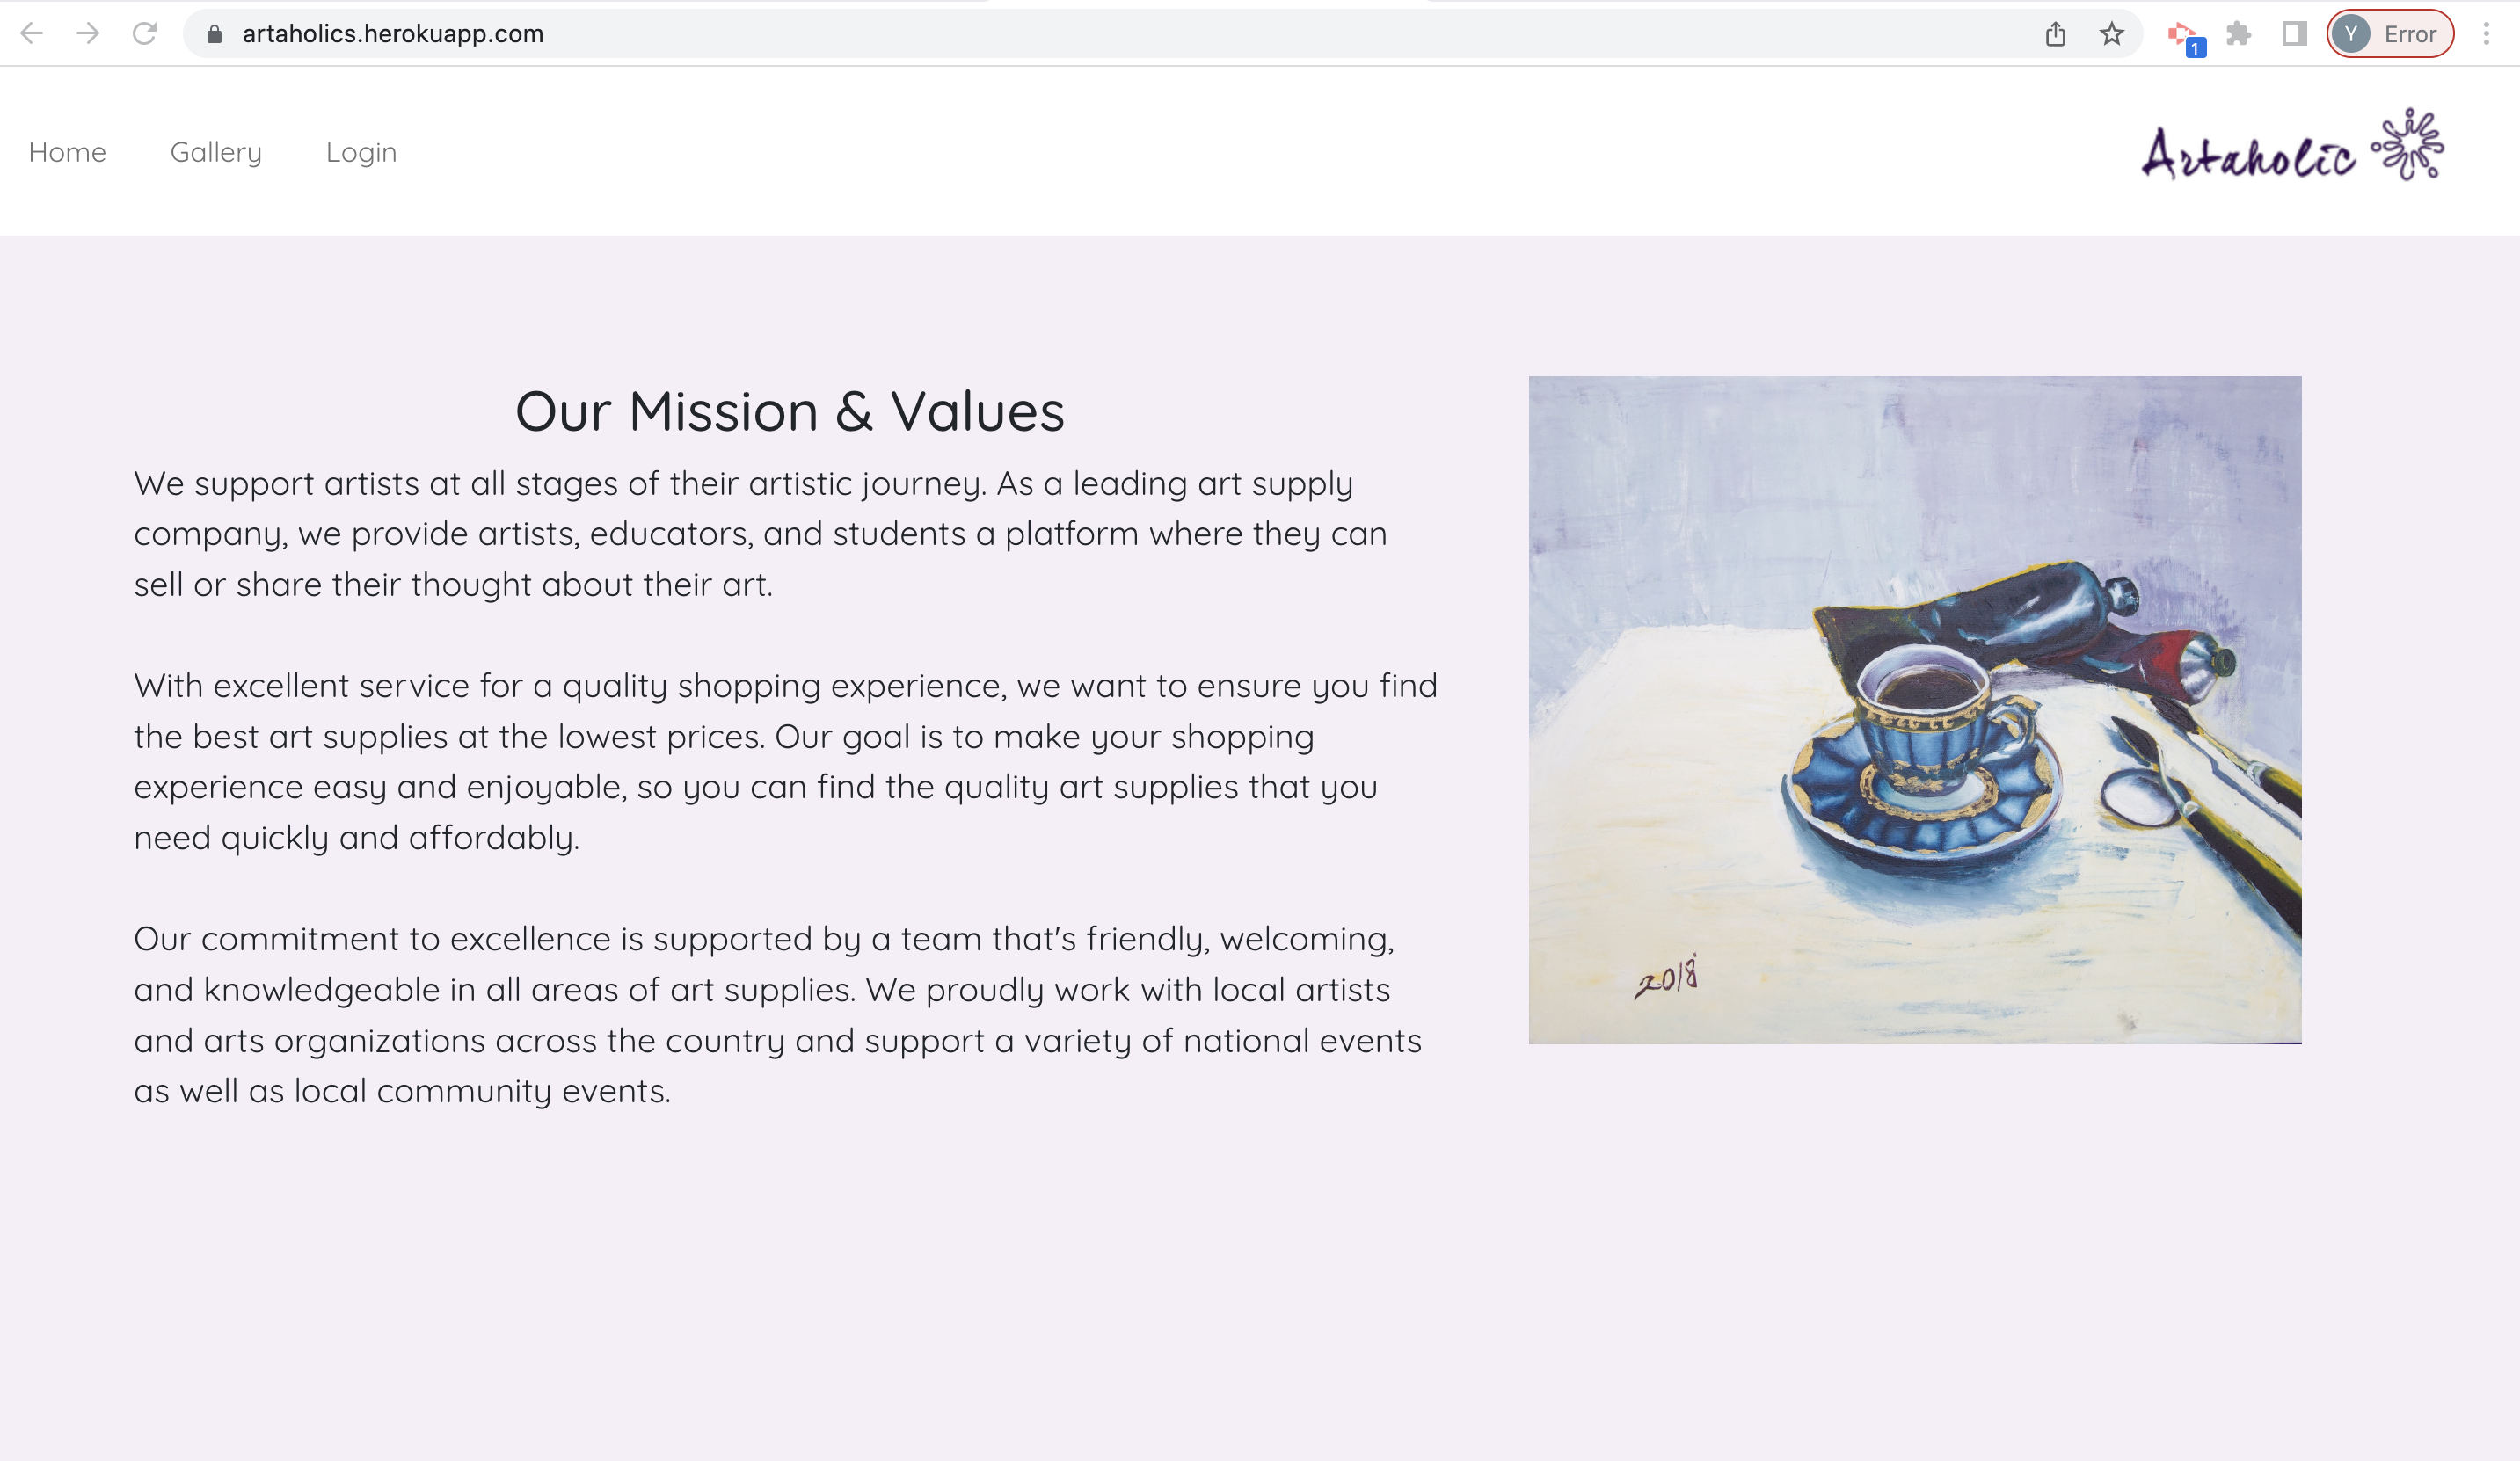 artaholics.herokuapp.com
1
Y
Error
Home
Gallery
Login
Artaholic
Our Mission & Values
We support artists at all stages of their artistic journey. As a leading art supply
company, we provide artists, educators, and students a platform where they can
sell or share their thought about their art.
With excellent service for a quality shopping experience, we want to ensure you find
the best art supplies at the lowest prices. Our goal is to make your shopping
experience easy and enjoyable, so you can find the quality art supplies that you
need quickly and affordably.
Our commitment to excellence is supported by a team that's friendly, welcoming,
and knowledgeable in all areas of art supplies. We proudly work with local artists
and arts organizations across the country and support a variety of national events
as well as local community events.
2018